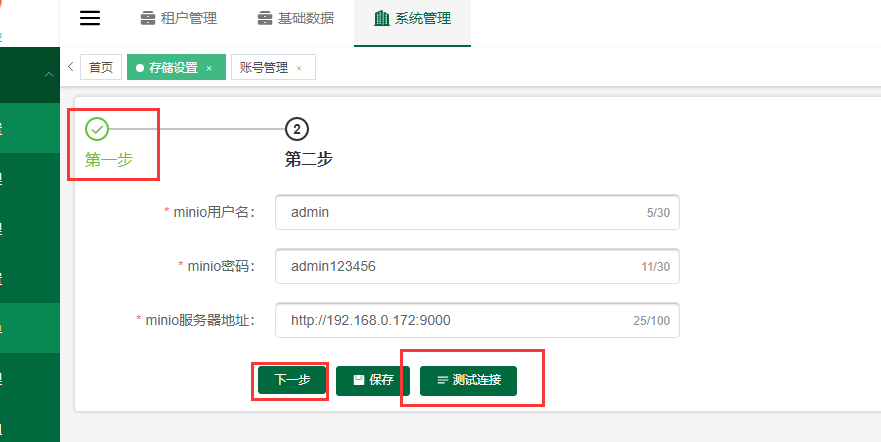 租户管理 基础数据 系统管理
首页 存储设置 × 账号管理 ×
2
第一步 第二步
* minio用户名: admin 5/30
* minio密码: admin123456 11/30
* minio服务器地址: http://192.168.0.172:9000 25/100
下一步 保存 测试连接